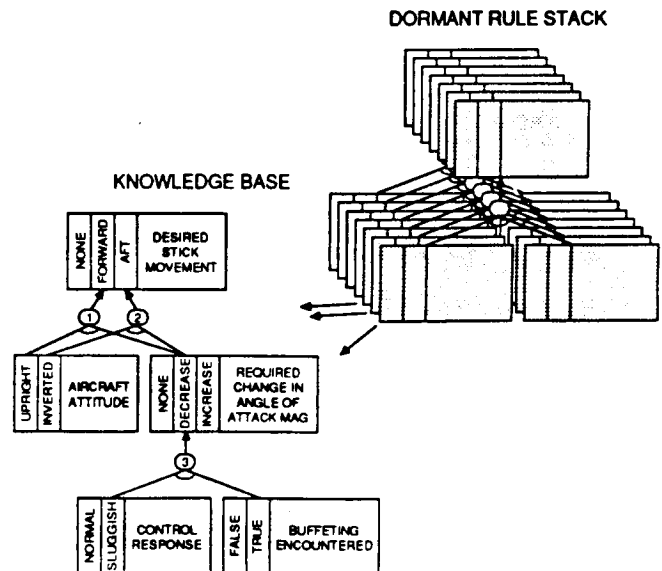 DORMANT RULE STACK
KNOWLEDGE BASE
NONE
FORWARD
AFT
DESIRED
STICK
MOVEMENT
1
2
UPRIGHT
INVERTED
AIRCRAFT
ATTITUDE
NONE
DECREASE
INCREASE
REQUIRED
CHANGE IN
ANGLE OF
ATTACK MAG
3
NORMAL
SLUGGISH
CONTROL
RESPONSE
FALSE
TRUE
BUFFETING
ENCOUNTERED